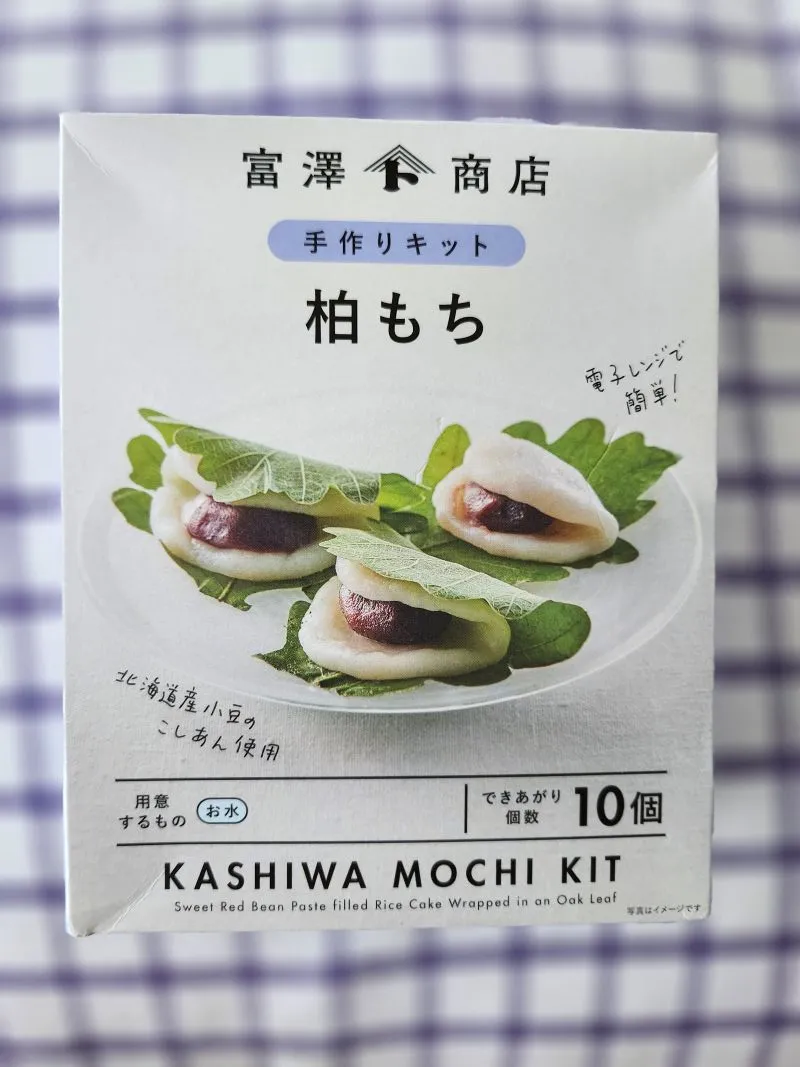 富澤商店
手作りキット
柏もち
電子レンジで
簡単!
北海道産小豆の
こしあん使用
用意
するもの
お水
できあがり
個数
10個
KASHIWA MOCHI KIT
Sweet Red Bean Paste filled Rice Cake Wrapped in an Oak Leaf
写真はイメージです